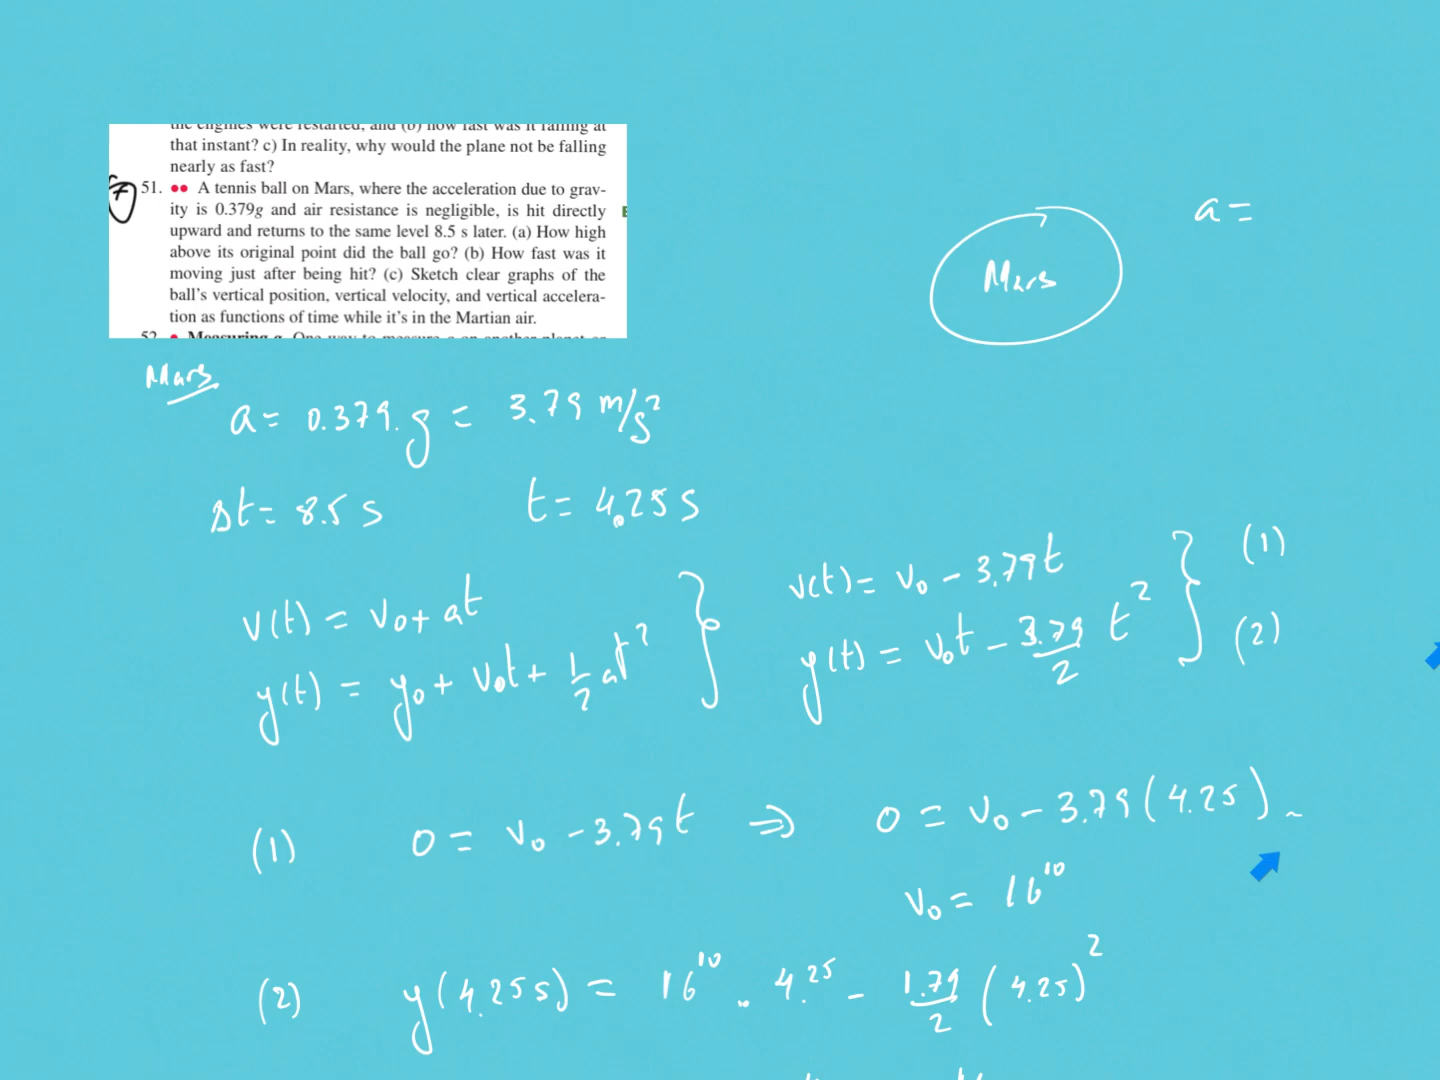 that instant? c) In reality, why would the plane not be falling
nearly as fast?
7 51. •• A tennis ball on Mars, where the acceleration due to grav-
ity is 0.379g and air resistance is negligible, is hit directly
upward and returns to the same level 8.5 s later. (a) How high
above its original point did the ball go? (b) How fast was it
moving just after being hit? (c) Sketch clear graphs of the
ball's vertical position, vertical velocity, and vertical accelera-
tion as functions of time while it's in the Martian air.
a =
Mars
Mars
a = 0.379. g = 3.79 m/s²
Δt = 8.5 s t = 4.25 s
v(t) = v₀ + at
y(t) = y₀ + v₀t + 1/2 at²
v(t) = v₀ - 3.79t (1)
y(t) = v₀t - 3.79/2 t² (2)
(1) 0 = v₀ - 3.79t ⇒ 0 = v₀ - 3.79(4.25)
v₀ = 16¹⁰
(2) y(4.25s) = 16¹⁰ . 4.25 - 1.79/2 (4.25)²